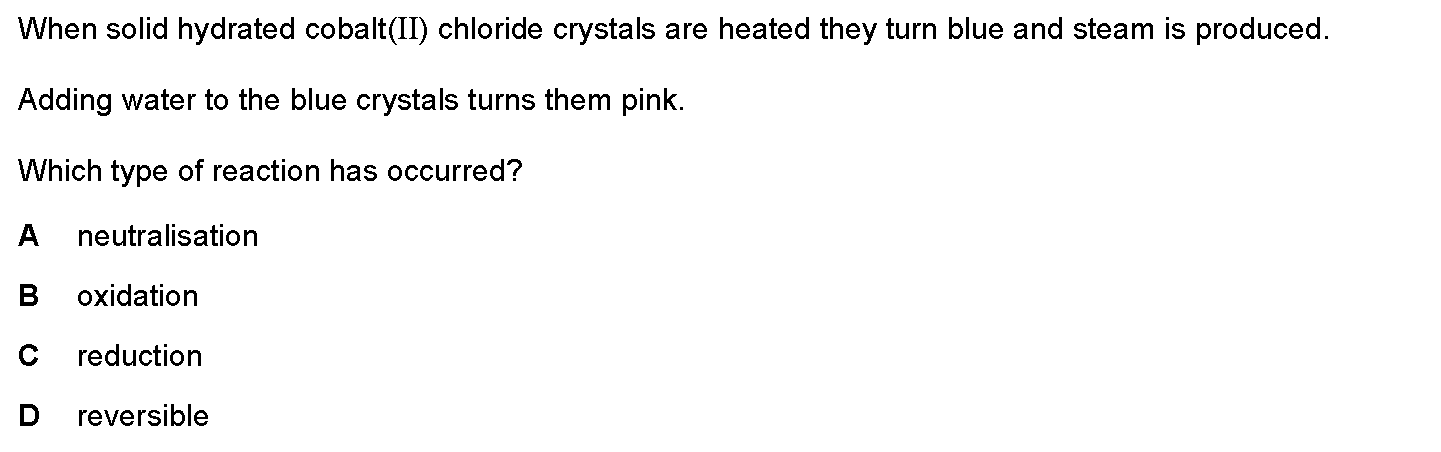 When solid hydrated cobalt(II) chloride crystals are heated they turn blue and steam is produced.
Adding water to the blue crystals turns them pink.
Which type of reaction has occurred?
A neutralisation
B oxidation
C reduction
D reversible